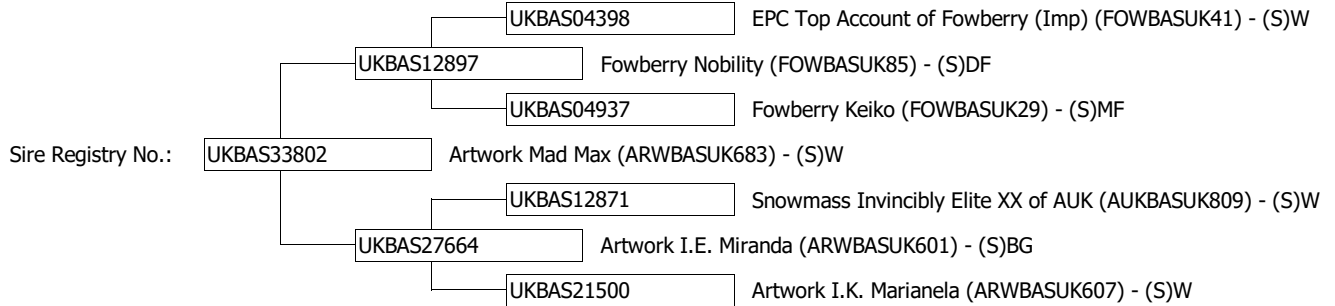 UKBAS04398 EPC Top Account of Fowberry (Imp) (FOWBASUK41) - (S)W
UKBAS12897 Fowberry Nobility (FOWBASUK85) - (S)DF
UKBAS04937 Fowberry Keiko (FOWBASUK29) - (S)MF
Sire Registry No.: UKBAS33802 Artwork Mad Max (ARWBASUK683) - (S)W
UKBAS12871 Snowmass Invincibly Elite XX of AUK (AUKBASUK809) - (S)W
UKBAS27664 Artwork I.E. Miranda (ARWBASUK601) - (S)BG
UKBAS21500 Artwork I.K. Marianela (ARWBASUK607) - (S)W